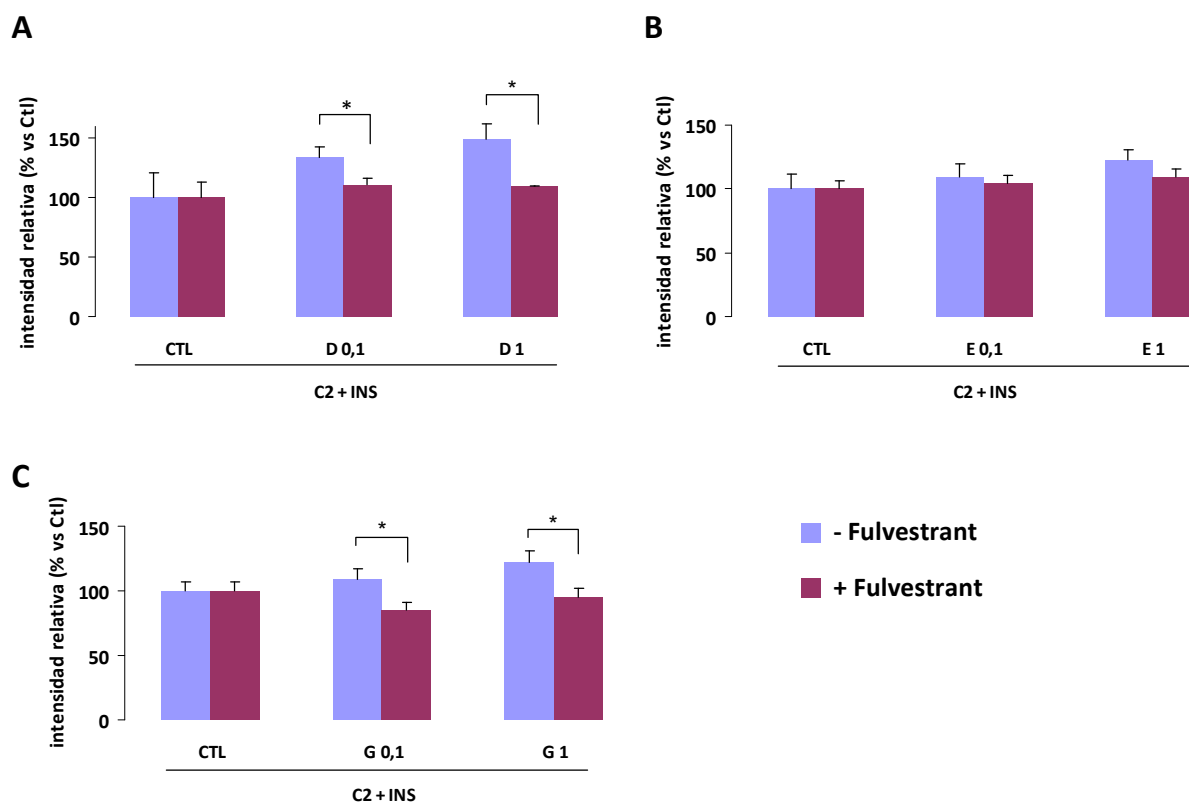 A
intensidad relativa (% vs Ctl)
150
100
50
0
*
*
CTL
D 0,1
D 1
C2 + INS
B
intensidad relativa (% vs Ctl)
150
100
50
0
CTL
E 0,1
E 1
C2 + INS
C
intensidad relativa (% vs Ctl)
150
100
50
0
*
*
CTL
G 0,1
G 1
C2 + INS
- Fulvestrant
+ Fulvestrant